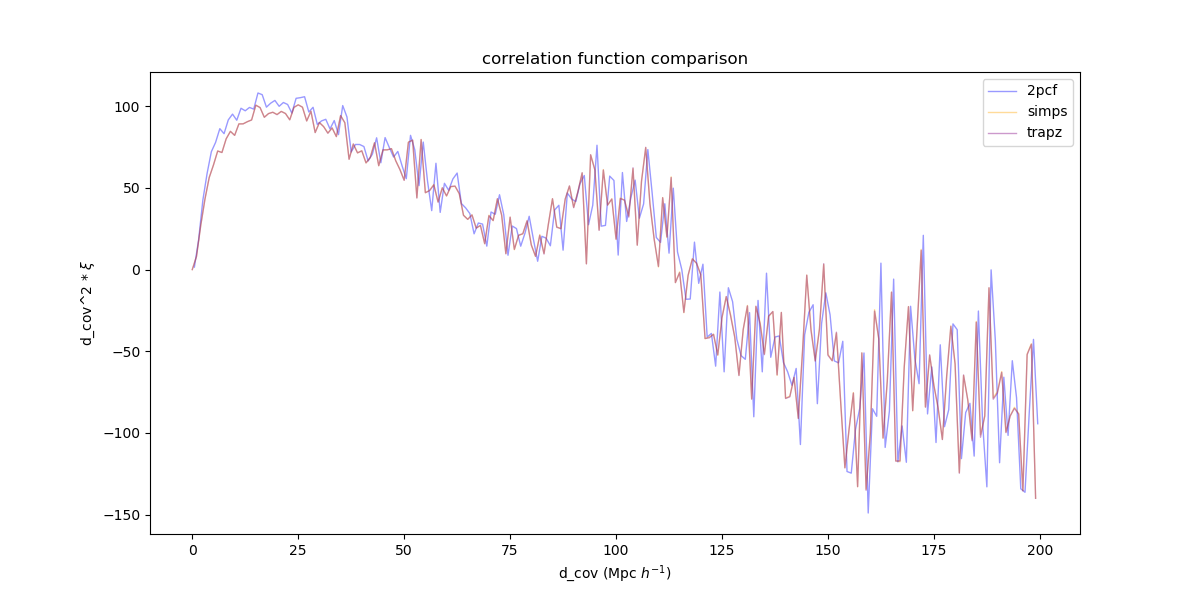 correlation function comparison
2pcf
simps
trapz
d_cov^2 * ξ
100
50
0
−50
−100
−150
0
25
50
75
100
125
150
175
200
d_cov (Mpc h⁻¹)